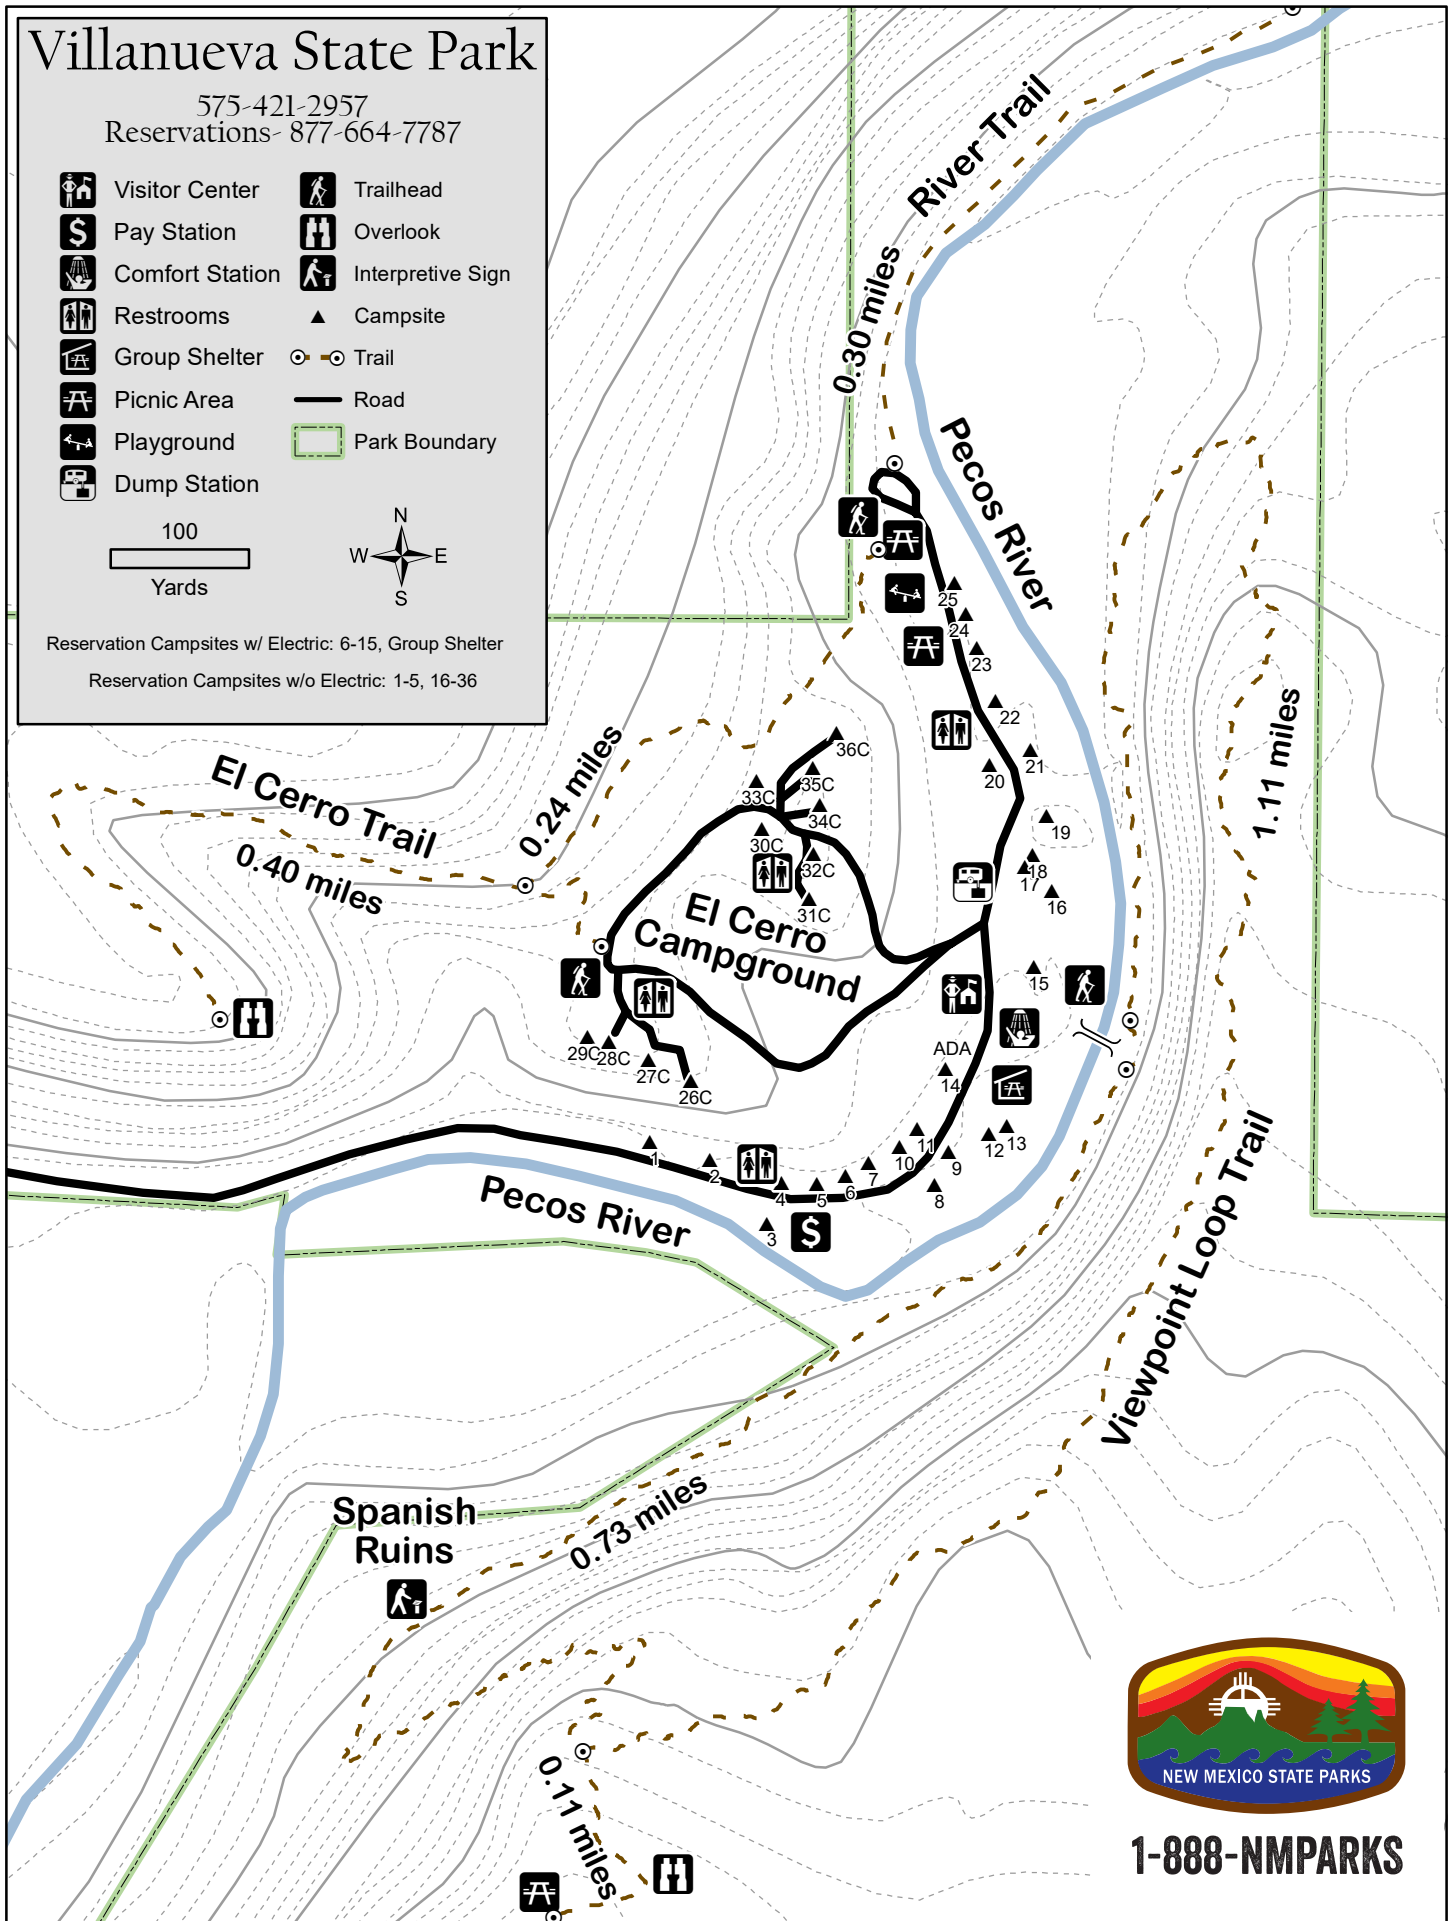 Villanueva State Park
575-421-2957
Reservations- 877-664-7787
Visitor Center
Pay Station
Comfort Station
Restrooms
Group Shelter
Picnic Area
Playground
Dump Station
Trailhead
Overlook
Interpretive Sign
Campsite
Trail
Road
Park Boundary
100
Yards
N
W E
S
Reservation Campsites w/ Electric: 6-15, Group Shelter
Reservation Campsites w/o Electric: 1-5, 16-36
River Trail
0.30 miles
Pecos River
25
24
23
22
21
20
19
18
17
16
15
1.11 miles
El Cerro Trail
0.40 miles
0.24 miles
36C
35C
33C
34C
30C
32C
31C
El Cerro
Campground
29C
28C
27C
26C
ADA
14
13
12
11
10
9
8
7
6
5
4
3
2
1
$
Pecos River
Viewpoint Loop Trail
Spanish
Ruins
0.73 miles
0.11 miles
NEW MEXICO STATE PARKS
1-888-NMPARKS